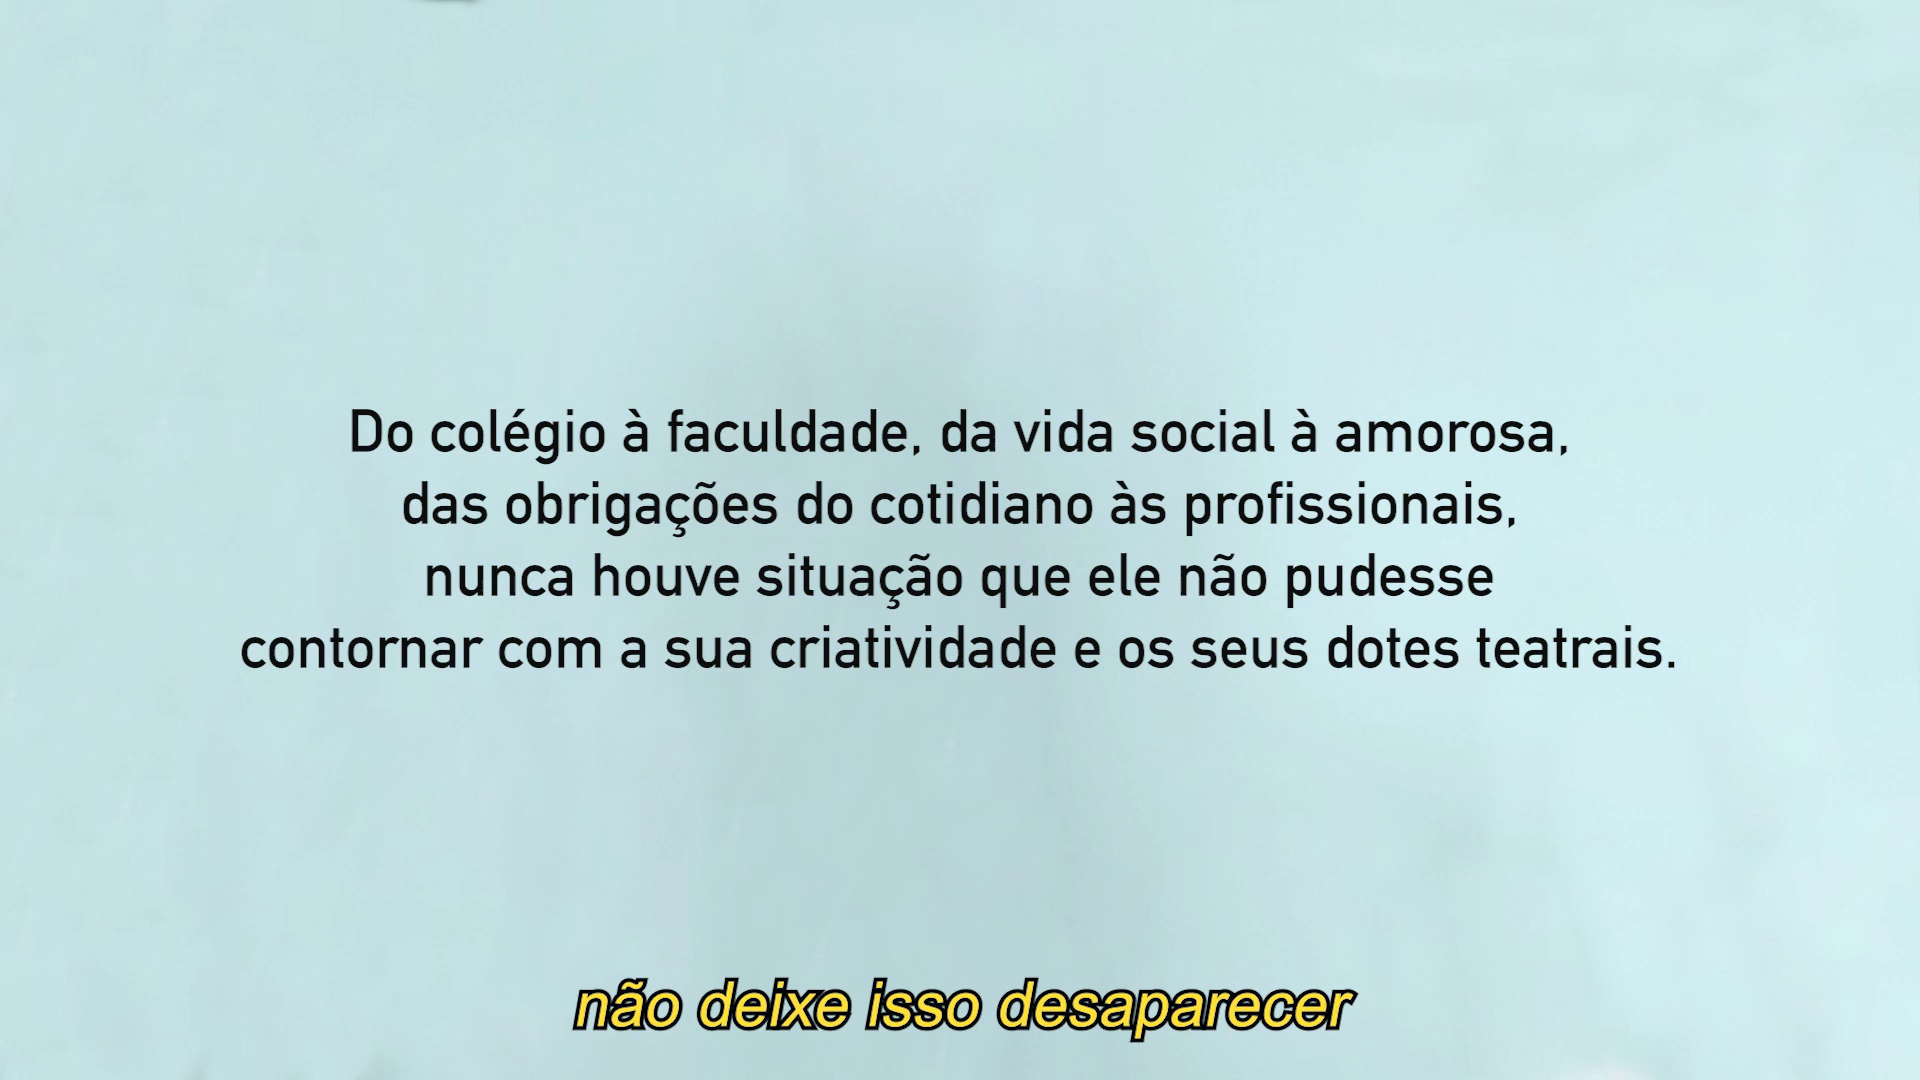 Do colégio à faculdade, da vida social à amorosa,
das obrigações do cotidiano às profissionais,
nunca houve situação que ele não pudesse
contornar com a sua criatividade e os seus dotes teatrais.
não deixe isso desaparecer